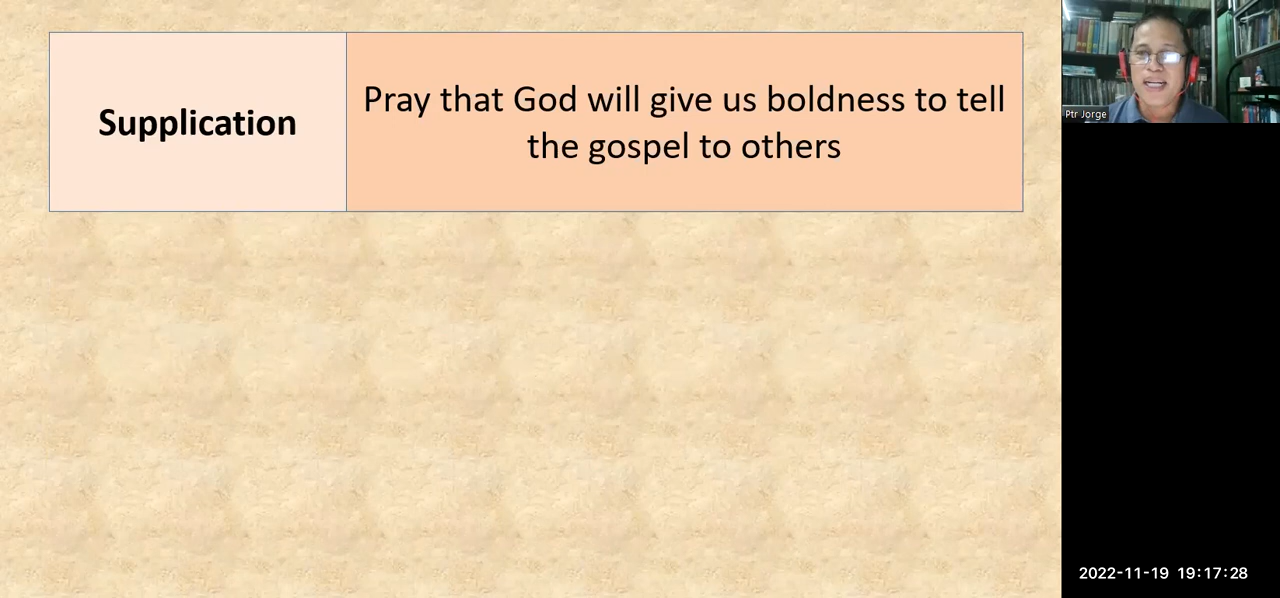 Supplication
Pray that God will give us boldness to tell
the gospel to others
Ptr Jorge
2022-11-19 19:17:28